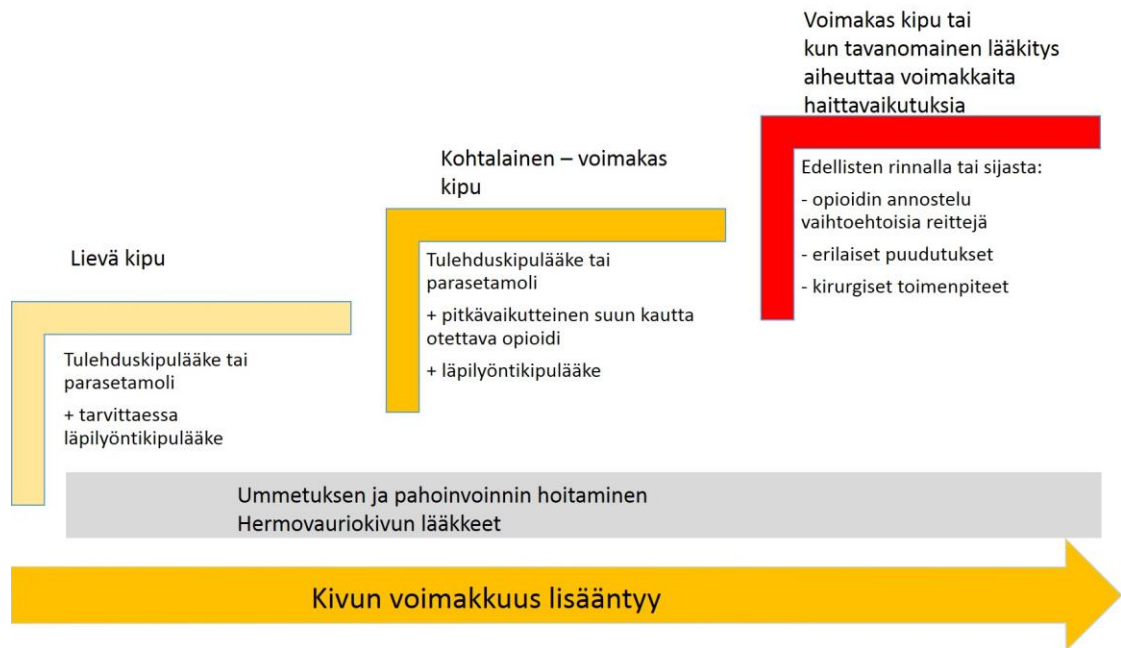 Lievä kipu
Tulehduskipulääke tai
parasetamoli
+ tarvittaessa
läpilyöntikipulääke
Kohtalainen – voimakas
kipu
Tulehduskipulääke tai
parasetamoli
+ pitkävaikutteinen suun kautta
otettava opioidi
+ läpilyöntikipulääke
Voimakas kipu tai
kun tavanomainen lääkitys
aiheuttaa voimakkaita
haittavaikutuksia
Edellisten rinnalla tai sijasta:
- opioidin annostelu
vaihtoehtoisia reittejä
- erilaiset puudutukset
- kirurgiset toimenpiteet
Ummetuksen ja pahoinvoinnin hoitaminen
Hermovauriokivun lääkkeet
Kivun voimakkuus lisääntyy